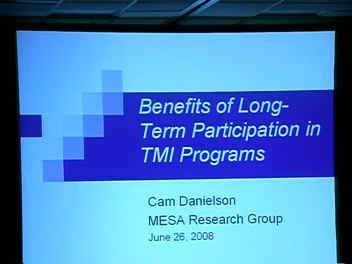 Benefits of Long-
Term Participation in
TMI Programs
Cam Danielson
MESA Research Group
June 26, 2008